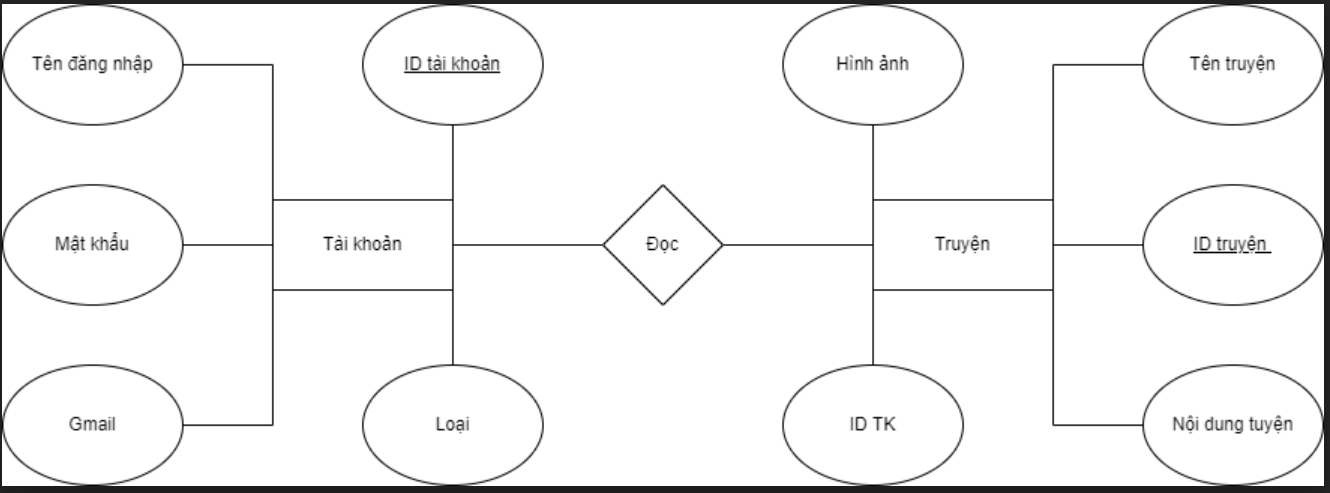 Tên đăng nhập
ID tài khoản
Hình ảnh
Tên truyện
Mật khẩu
Tài khoản
Đọc
Truyện
ID truyện
Gmail
Loại
ID TK
Nội dung tuyện